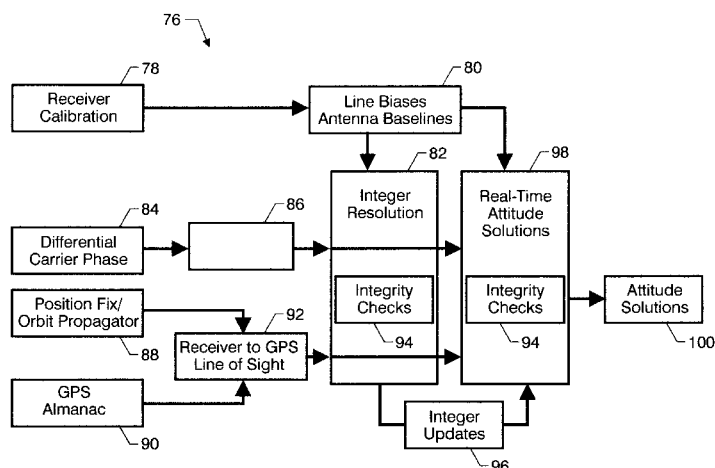 76
78
Receiver
Calibration
80
Line Biases
Antenna Baselines
82
Integer
Resolution
98
Real-Time
Attitude
Solutions
84
Differential
Carrier Phase
86
Integrity
Checks
94
Integrity
Checks
94
Attitude
Solutions
100
Position Fix/
Orbit Propagator
88
92
Receiver to GPS
Line of Sight
GPS
Almanac
90
Integer
Updates
96